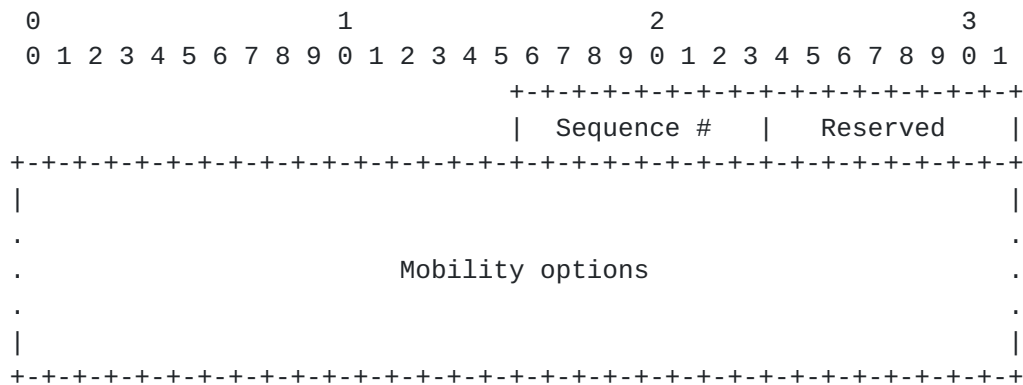 0                   1                   2                   3
0 1 2 3 4 5 6 7 8 9 0 1 2 3 4 5 6 7 8 9 0 1 2 3 4 5 6 7 8 9 0 1
                               +-+-+-+-+-+-+-+-+-+-+-+-+-+-+-+-+
                               |  Sequence #   |   Reserved    |
+-+-+-+-+-+-+-+-+-+-+-+-+-+-+-+-+-+-+-+-+-+-+-+-+-+-+-+-+-+-+-+-+
|                                                               |
.                                                               .
.                        Mobility options                       .
.                                                               .
|                                                               |
+-+-+-+-+-+-+-+-+-+-+-+-+-+-+-+-+-+-+-+-+-+-+-+-+-+-+-+-+-+-+-+-+